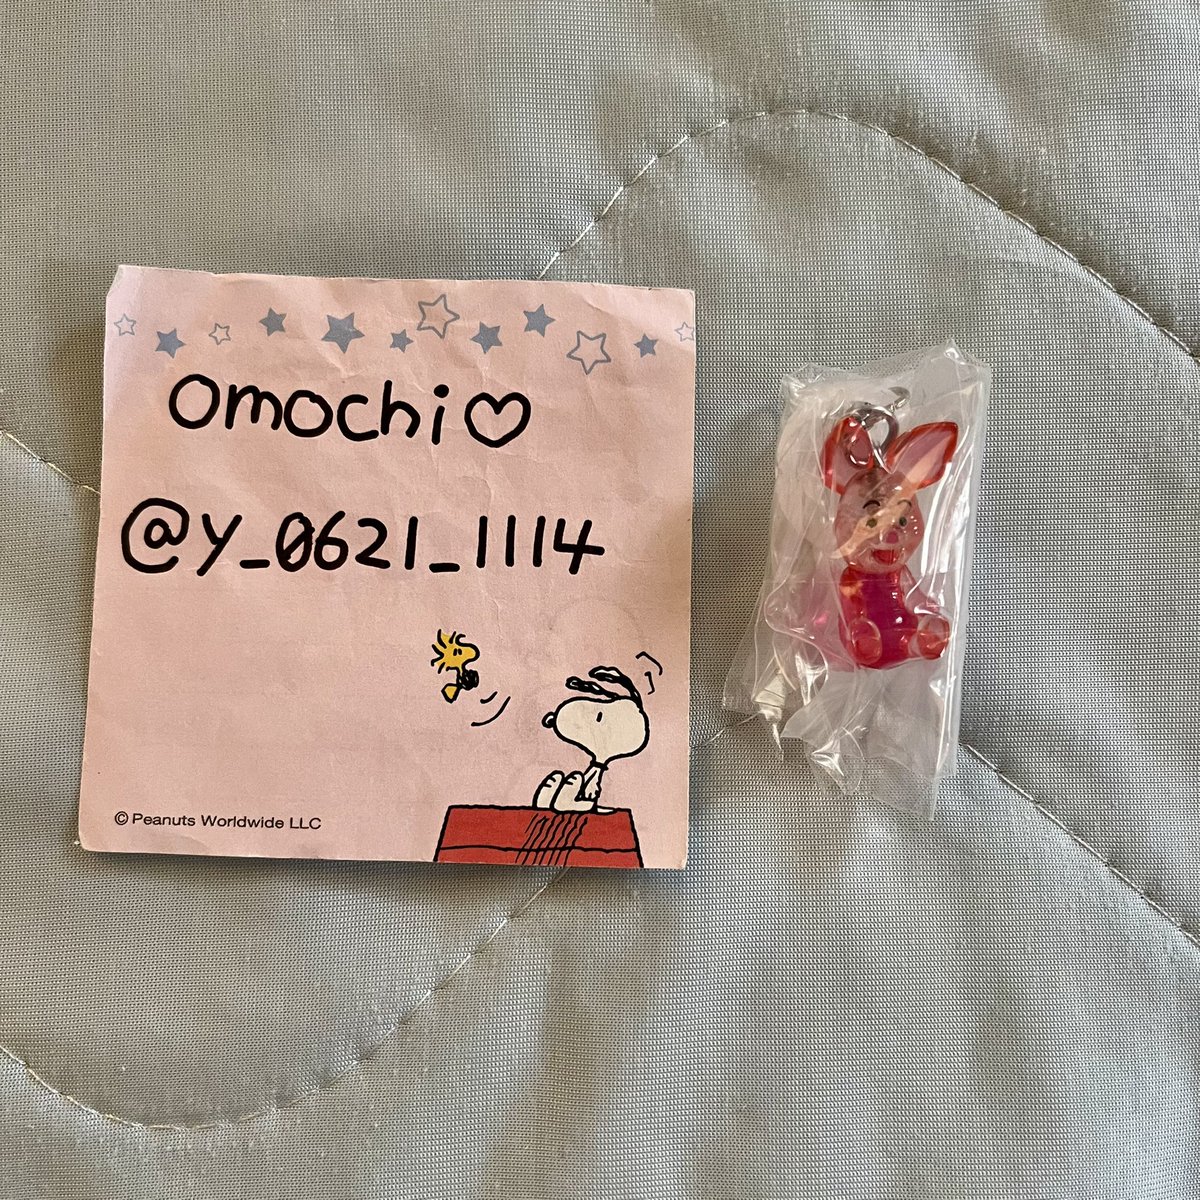 omochi♡
@y_0621_1114
© Peanuts Worldwide LLC